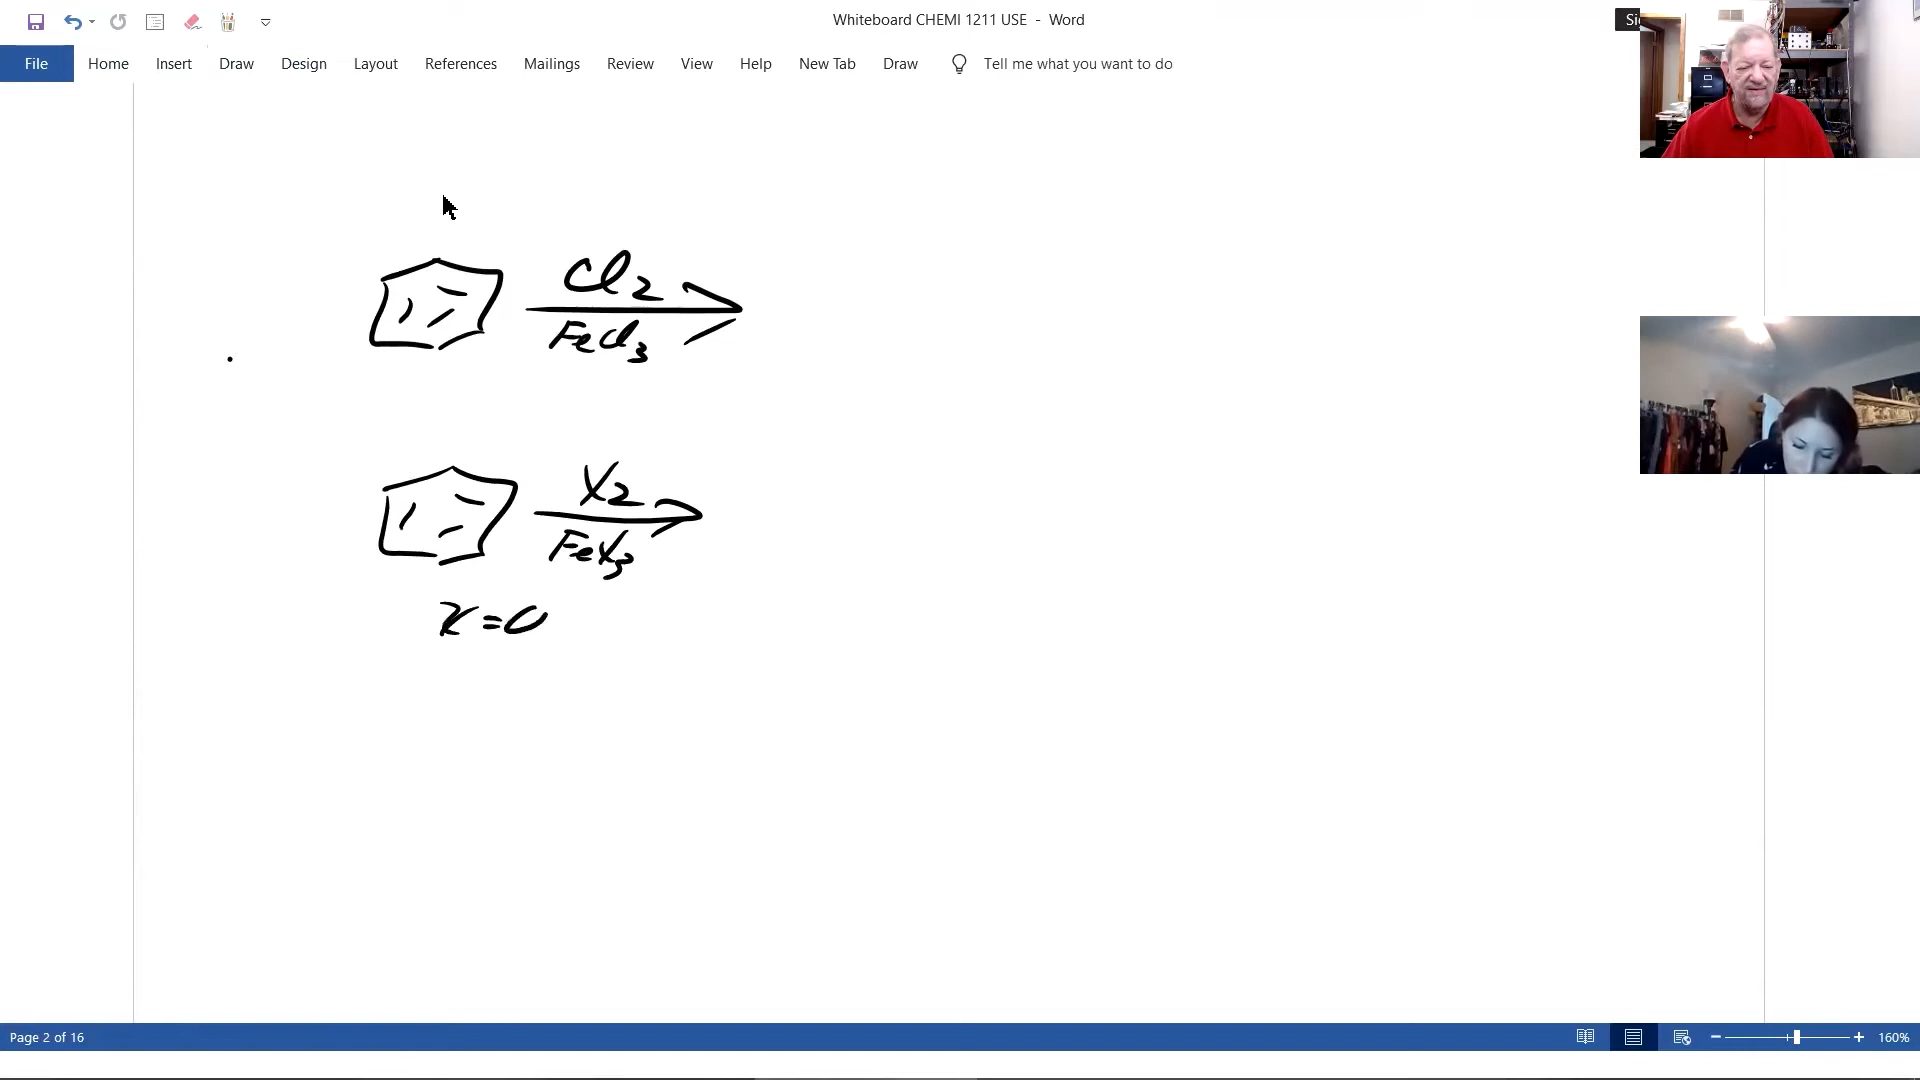 Whiteboard CHEMI 1211 USE - Word
File Home Insert Draw Design Layout References Mailings Review View Help New Tab Draw Tell me what you want to do
Cl2
FeCl3
X2
FeX3
Page 2 of 16
160%